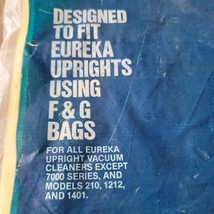 DESIGNED
TO FIT
EUREKA
UPRIGHTS
USING
F & G
BAGS
FOR ALL EUREKA
UPRIGHT VACUUM
CLEANERS EXCEPT
7000 SERIES, AND
MODELS 210, 1212,
AND 1401.